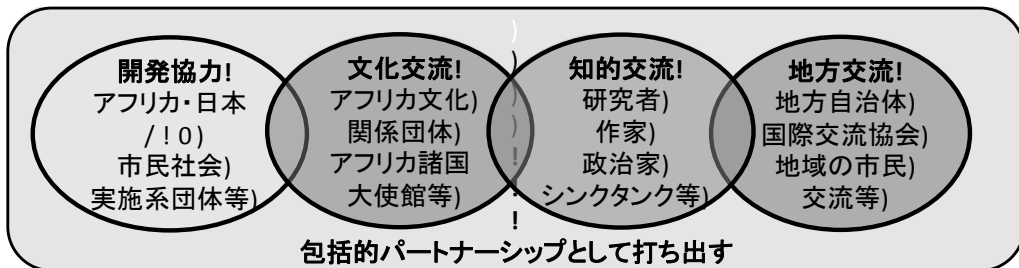 開発協力!
アフリカ・日本
/!0)
市民社会)
実施系団体等)
文化交流!
アフリカ文化)
関係団体)
アフリカ諸国
大使館等)
知的交流!
研究者)
作家)
政治家)
シンクタンク等)
地方交流!
地方自治体)
国際交流協会)
地域の市民)
交流等)
包括的パートナーシップとして打ち出す